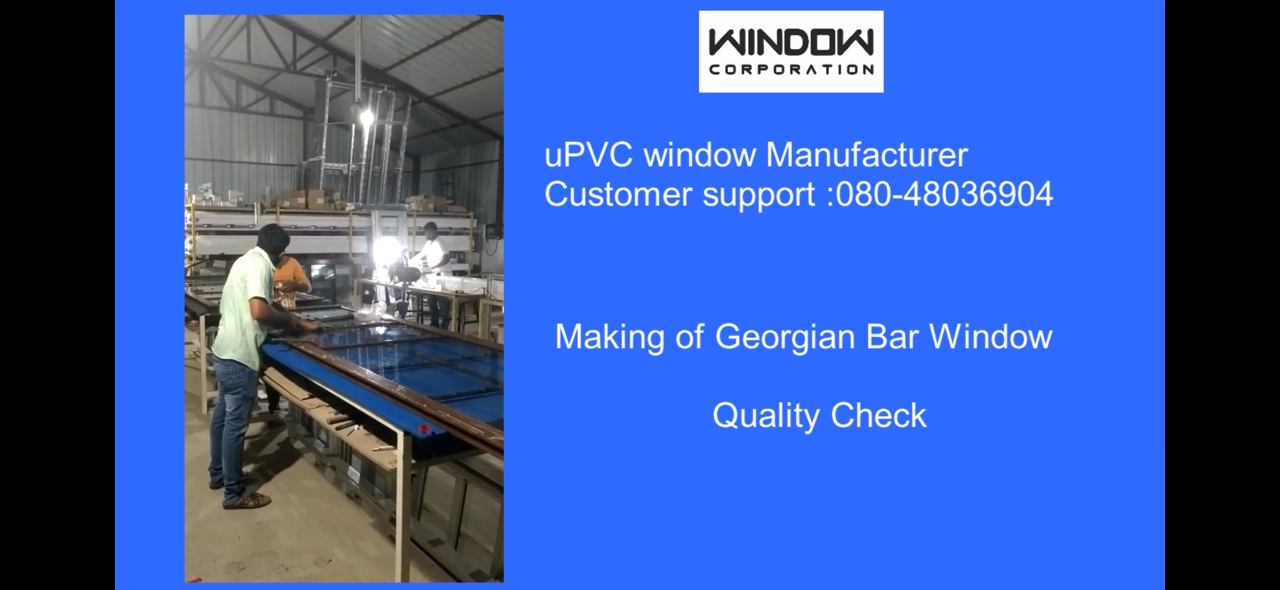 WINDOW
CORPORATION
uPVC window Manufacturer
Customer support :080-48036904
Making of Georgian Bar Window
Quality Check